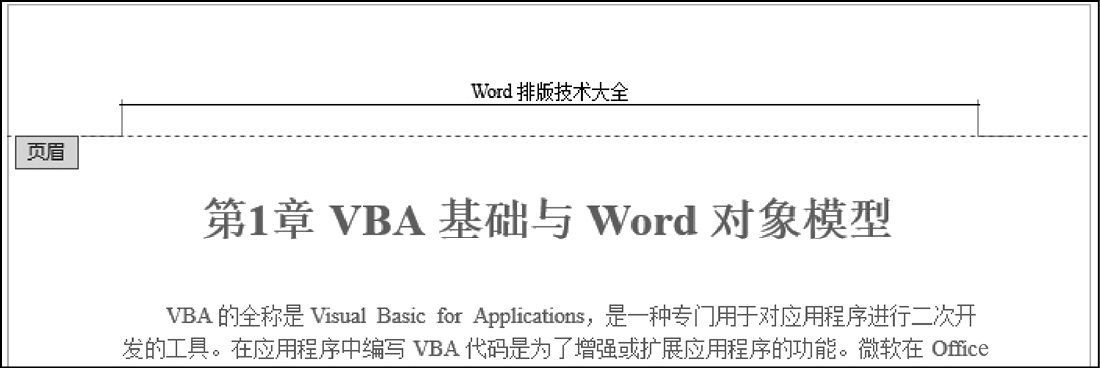 Word 排版技术大全
页眉
第1章 VBA 基础与 Word 对象模型
VBA 的全称是 Visual Basic for Applications，是一种专门用于对应用程序进行二次开
发的工具。在应用程序中编写 VBA 代码是为了增强或扩展应用程序的功能。微软在 Office